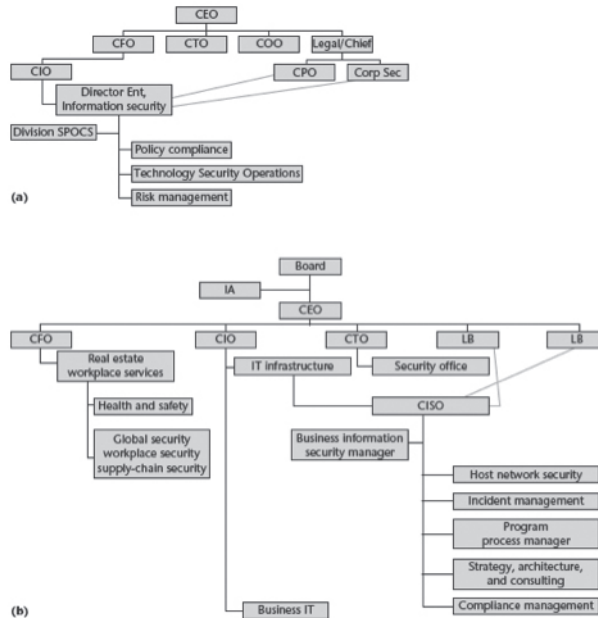 CEO
CFO
CTO
COO
Legal/Chief
CIO
CPO
Corp Sec
Director Ent,
Information security
Division SPOCS
Policy compliance
Technology Security Operations
Risk management
(a)
Board
IA
CEO
CFO
CIO
CTO
LB
LB
Real estate
workplace services
IT infrastructure
Security office
Health and safety
CISO
Global security
workplace security
supply-chain security
Business information
security manager
Host network security
Incident management
Program
process manager
Strategy, architecture,
and consulting
Business IT
Compliance management
(b)